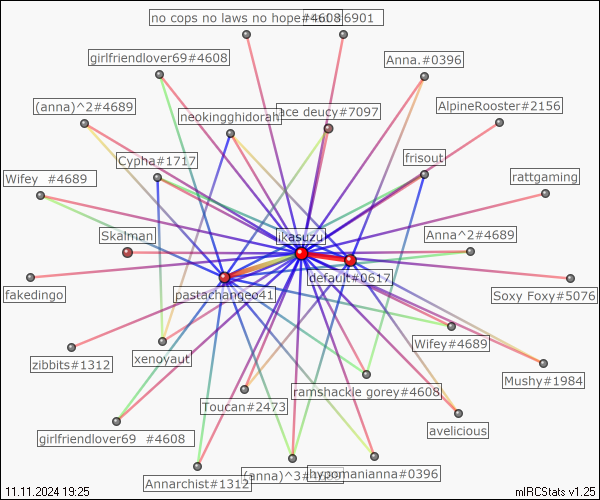 no cops no laws no hope#4608
6901
girlfriendlover69#4608
Anna.#0396
(anna)^2#4689
neokingghidorah
ace deucy#7097
AlpineRooster#2156
Cypha#1717
frisout
Wifey #4689
rattgaming
Skalman
ikasuzu
Anna^2#4689
fakedingo
pastachangeo41
default#0617
Soxy Foxy#5076
zibbits#1312
xenoyaut
Wifey#4689
Mushy#1984
Toucan#2473
ramshackle gorey#4608
girlfriendlover69 #4608
avelicious
Annarchist#1312
(anna)^3#
hypomanianna#0396
11.11.2024 19:25
mIRCStats v1.25